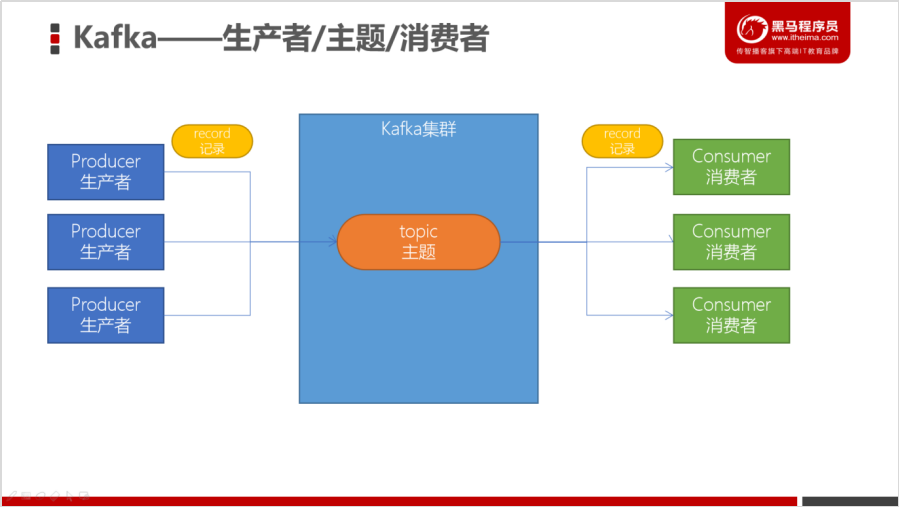 Kafka——生产者/主题/消费者
黑马程序员
www.itheima.com
传智播客旗下高端IT教育品牌
record
记录
Kafka集群
record
记录
Producer
生产者
Consumer
消费者
Producer
生产者
topic
主题
Consumer
消费者
Producer
生产者
Consumer
消费者